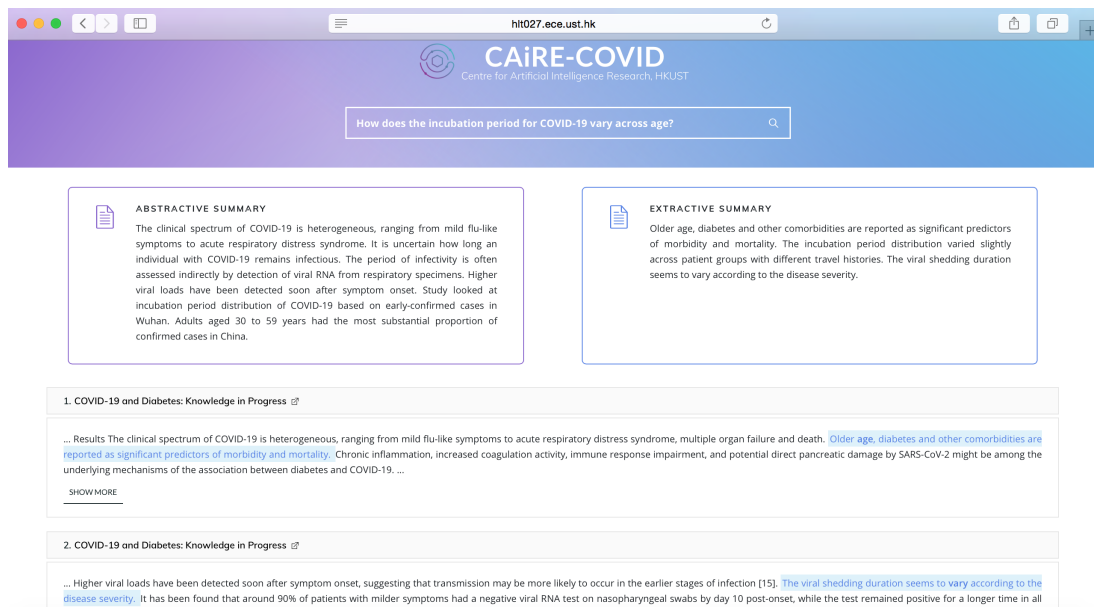 hlt027.ece.ust.hk
CAiRE-COVID
Centre for Artificial Intelligence Research, HKUST
How does the incubation period for COVID-19 vary across age?
ABSTRACTIVE SUMMARY
The clinical spectrum of COVID-19 is heterogeneous, ranging from mild flu-like
symptoms to acute respiratory distress syndrome. It is uncertain how long an
individual with COVID-19 remains infectious. The period of infectivity is often
assessed indirectly by detection of viral RNA from respiratory specimens. Higher
viral loads have been detected soon after symptom onset. Study looked at
incubation period distribution of COVID-19 based on early-confirmed cases in
Wuhan. Adults aged 30 to 59 years had the most substantial proportion of
confirmed cases in China.
EXTRACTIVE SUMMARY
Older age, diabetes and other comorbidities are reported as significant predictors
of morbidity and mortality. The incubation period distribution varied slightly
across patient groups with different travel histories. The viral shedding duration
seems to vary according to the disease severity.
1. COVID-19 and Diabetes: Knowledge in Progress
... Results The clinical spectrum of COVID-19 is heterogeneous, ranging from mild flu-like symptoms to acute respiratory distress syndrome, multiple organ failure and death. Older age, diabetes and other comorbidities are
reported as significant predictors of morbidity and mortality. Chronic inflammation, increased coagulation activity, immune response impairment, and potential direct pancreatic damage by SARS-CoV-2 might be among the
underlying mechanisms of the association between diabetes and COVID-19. ...
SHOW MORE
2. COVID-19 and Diabetes: Knowledge in Progress
... Higher viral loads have been detected soon after symptom onset, suggesting that transmission may be more likely to occur in the earlier stages of infection [15]. The viral shedding duration seems to vary according to the
disease severity. It has been found that around 90% of patients with milder symptoms had a negative viral RNA test on nasopharyngeal swabs by day 10 post-onset, while the test remained positive for a longer time in all